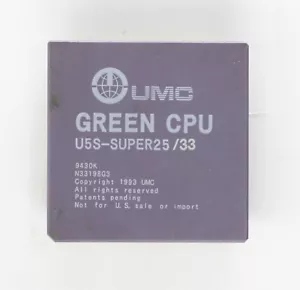 UMC
GREEN CPU
U5S-SUPER25/33
9430K
N3319803
Copyright 1993 UMC
All rights reserved
Patents pending
Not for U.S. sale or import